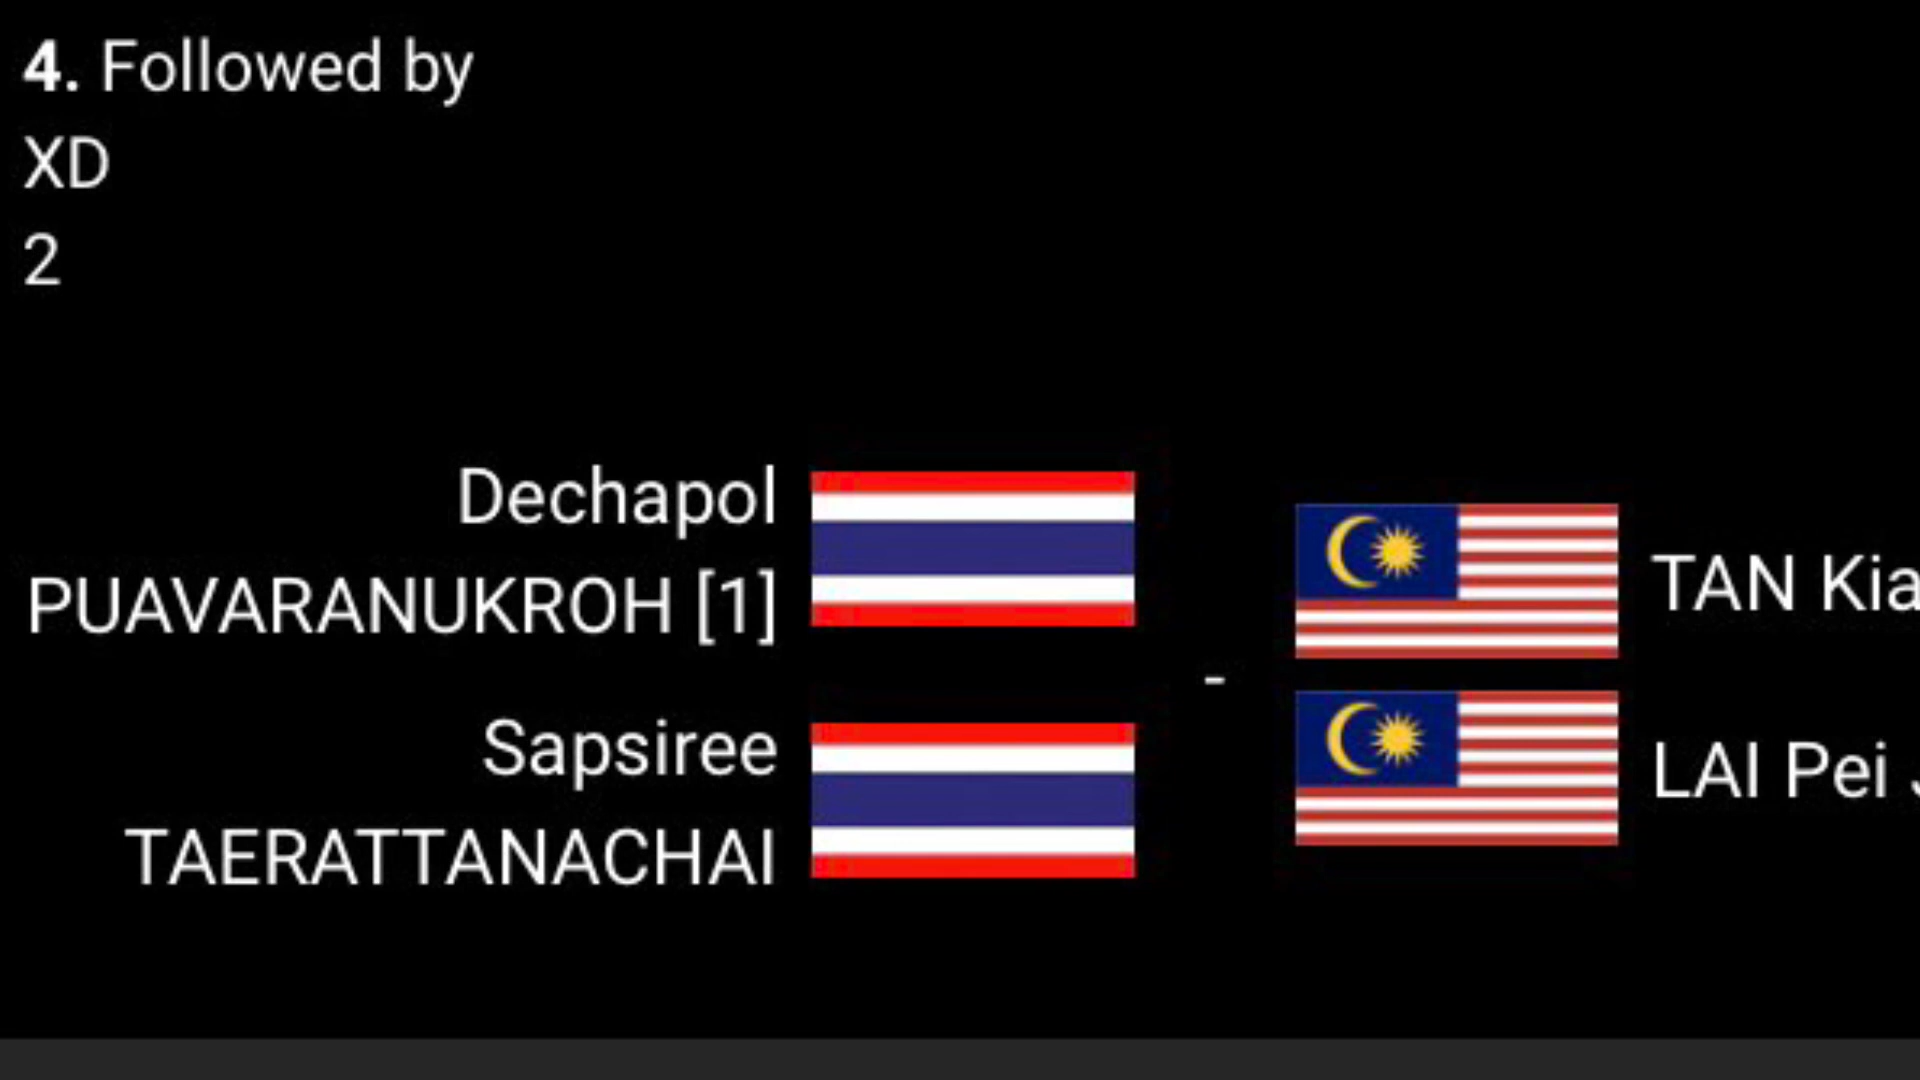 4. Followed by
XD
2
Dechapol
PUAVARANUKROH [1]
Sapsiree
TAERATTANACHAI
-
TAN Kia
LAI Pei